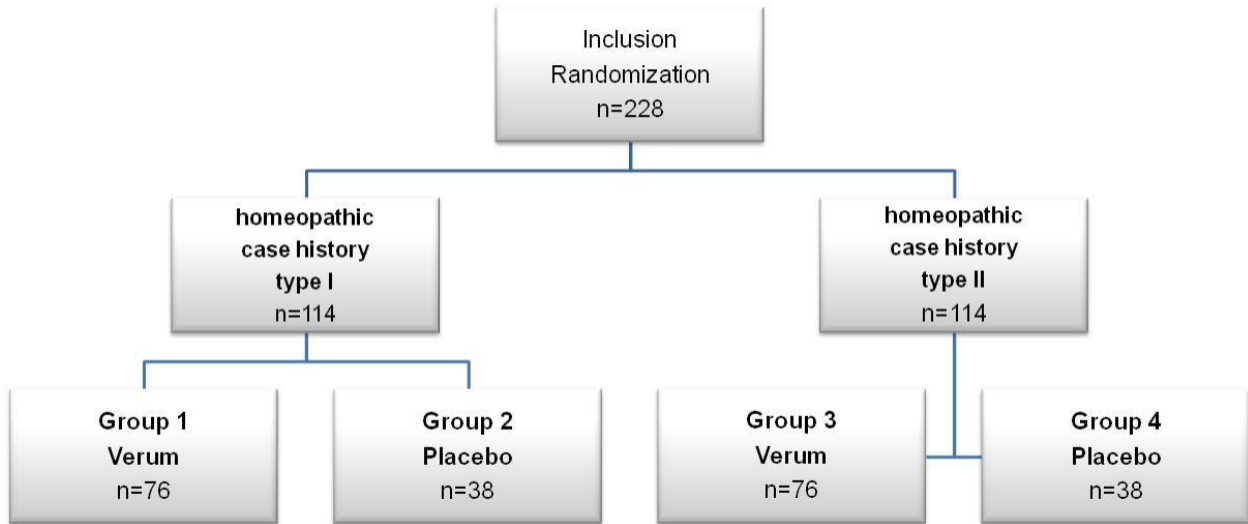 Inclusion
Randomization
n=228
homeopathic
case history
type I
n=114
homeopathic
case history
type II
n=114
Group 1
Verum
n=76
Group 2
Placebo
n=38
Group 3
Verum
n=76
Group 4
Placebo
n=38